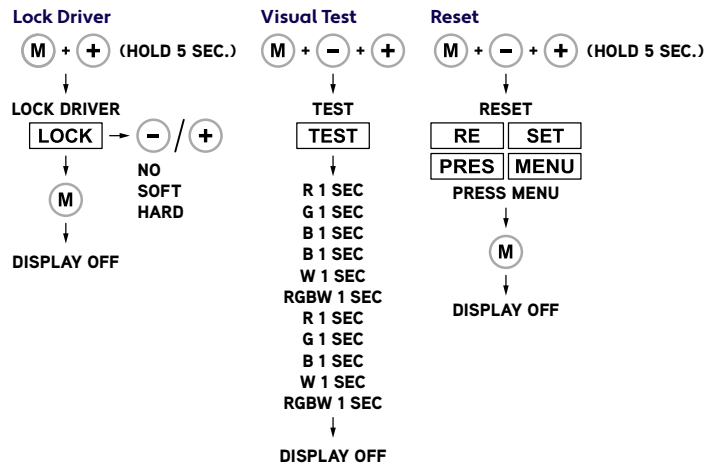 Lock Driver
M + + (HOLD 5 SEC.)
LOCK DRIVER
LOCK
- / +
NO
SOFT
HARD
M
DISPLAY OFF
Visual Test
M + - + +
TEST
TEST
R 1 SEC
G 1 SEC
B 1 SEC
B 1 SEC
W 1 SEC
RGBW 1 SEC
R 1 SEC
G 1 SEC
B 1 SEC
W 1 SEC
RGBW 1 SEC
DISPLAY OFF
Reset
M + - + + (HOLD 5 SEC.)
RESET
RE SET
PRES MENU
PRESS MENU
M
DISPLAY OFF